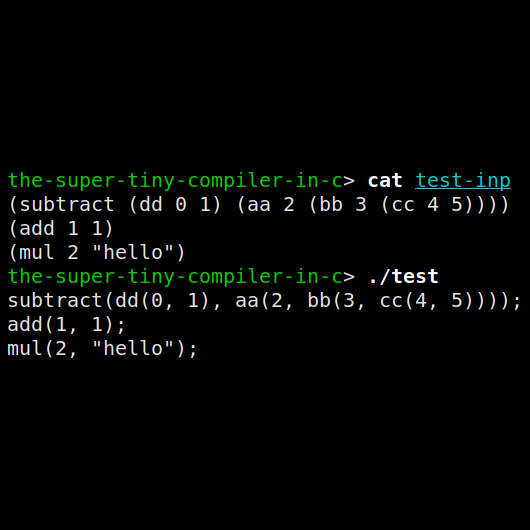 the-super-tiny-compiler-in-c> cat test-inp
(subtract (dd 0 1) (aa 2 (bb 3 (cc 4 5))))
(add 1 1)
(mul 2 "hello")
the-super-tiny-compiler-in-c> ./test
subtract(dd(0, 1), aa(2, bb(3, cc(4, 5))));
add(1, 1);
mul(2, "hello");